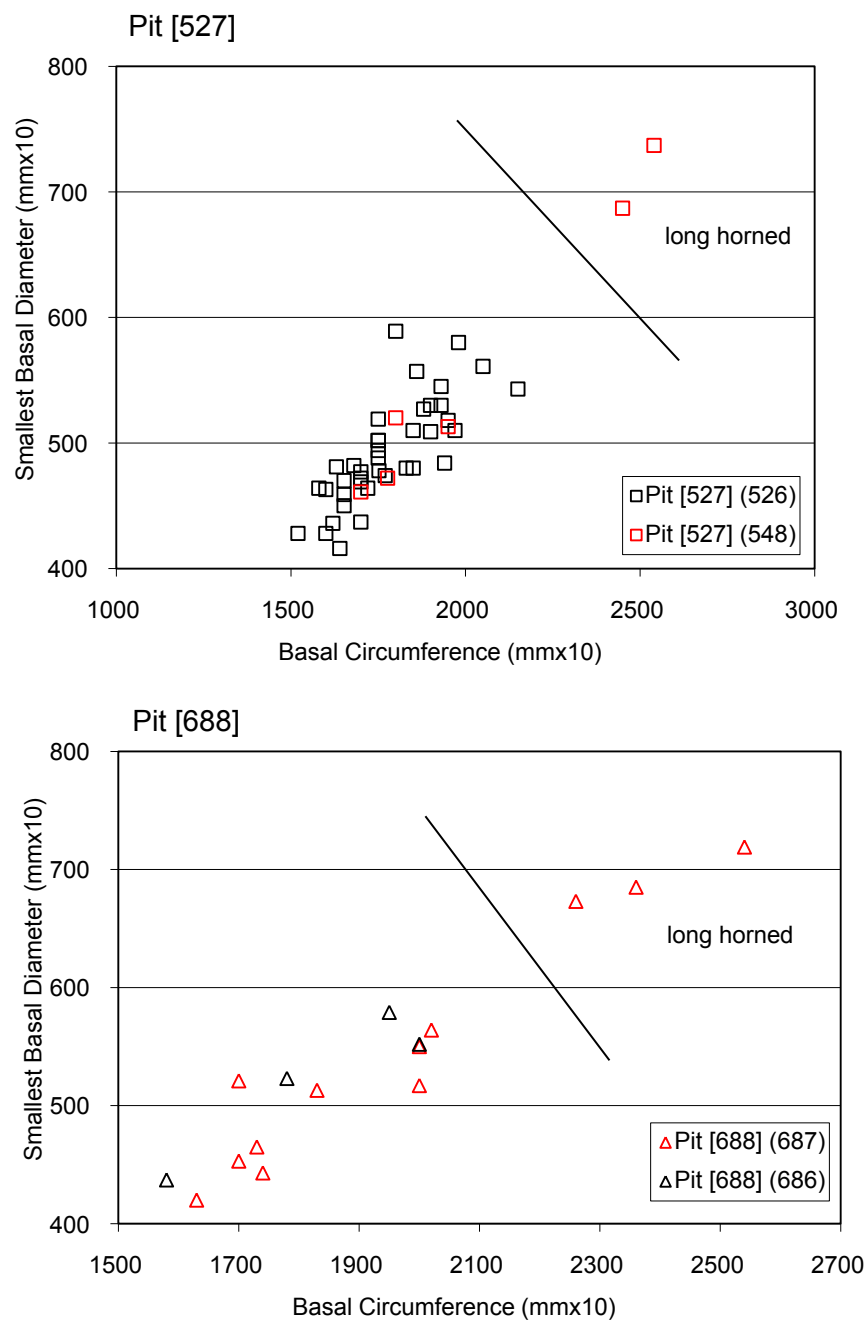 Pit [527]
800
700
600
500
400
1000
1500
2000
2500
3000
Smallest Basal Diameter (mmx10)
Basal Circumference (mmx10)
long horned
Pit [527] (526)
Pit [527] (548)
Pit [688]
800
700
600
500
400
1500
1700
1900
2100
2300
2500
2700
Smallest Basal Diameter (mmx10)
Basal Circumference (mmx10)
long horned
Pit [688] (687)
Pit [688] (686)